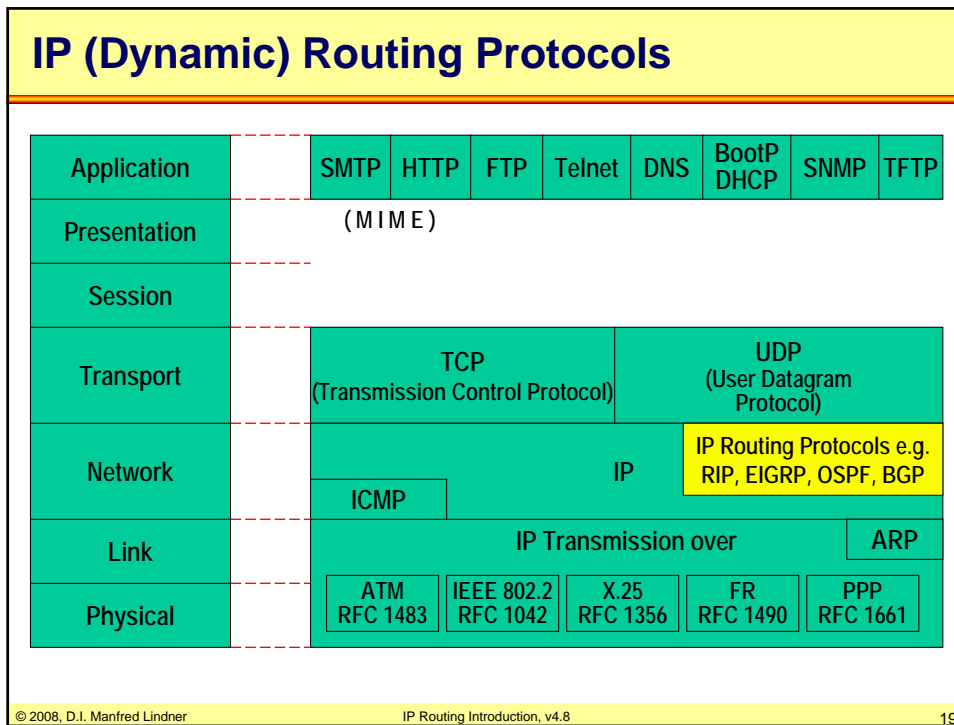 IP (Dynamic) Routing Protocols
Application
SMTP
HTTP
FTP
Telnet
DNS
BootP
DHCP
SNMP
TFTP
Presentation
(MIME)
Session
Transport
TCP
(Transmission Control Protocol)
UDP
(User Datagram
Protocol)
Network
IP
IP Routing Protocols e.g.
RIP, EIGRP, OSPF, BGP
ICMP
Link
IP Transmission over
ARP
Physical
ATM
RFC 1483
IEEE 802.2
RFC 1042
X.25
RFC 1356
FR
RFC 1490
PPP
RFC 1661
© 2008, D.I. Manfred Lindner
IP Routing Introduction, v4.8
19